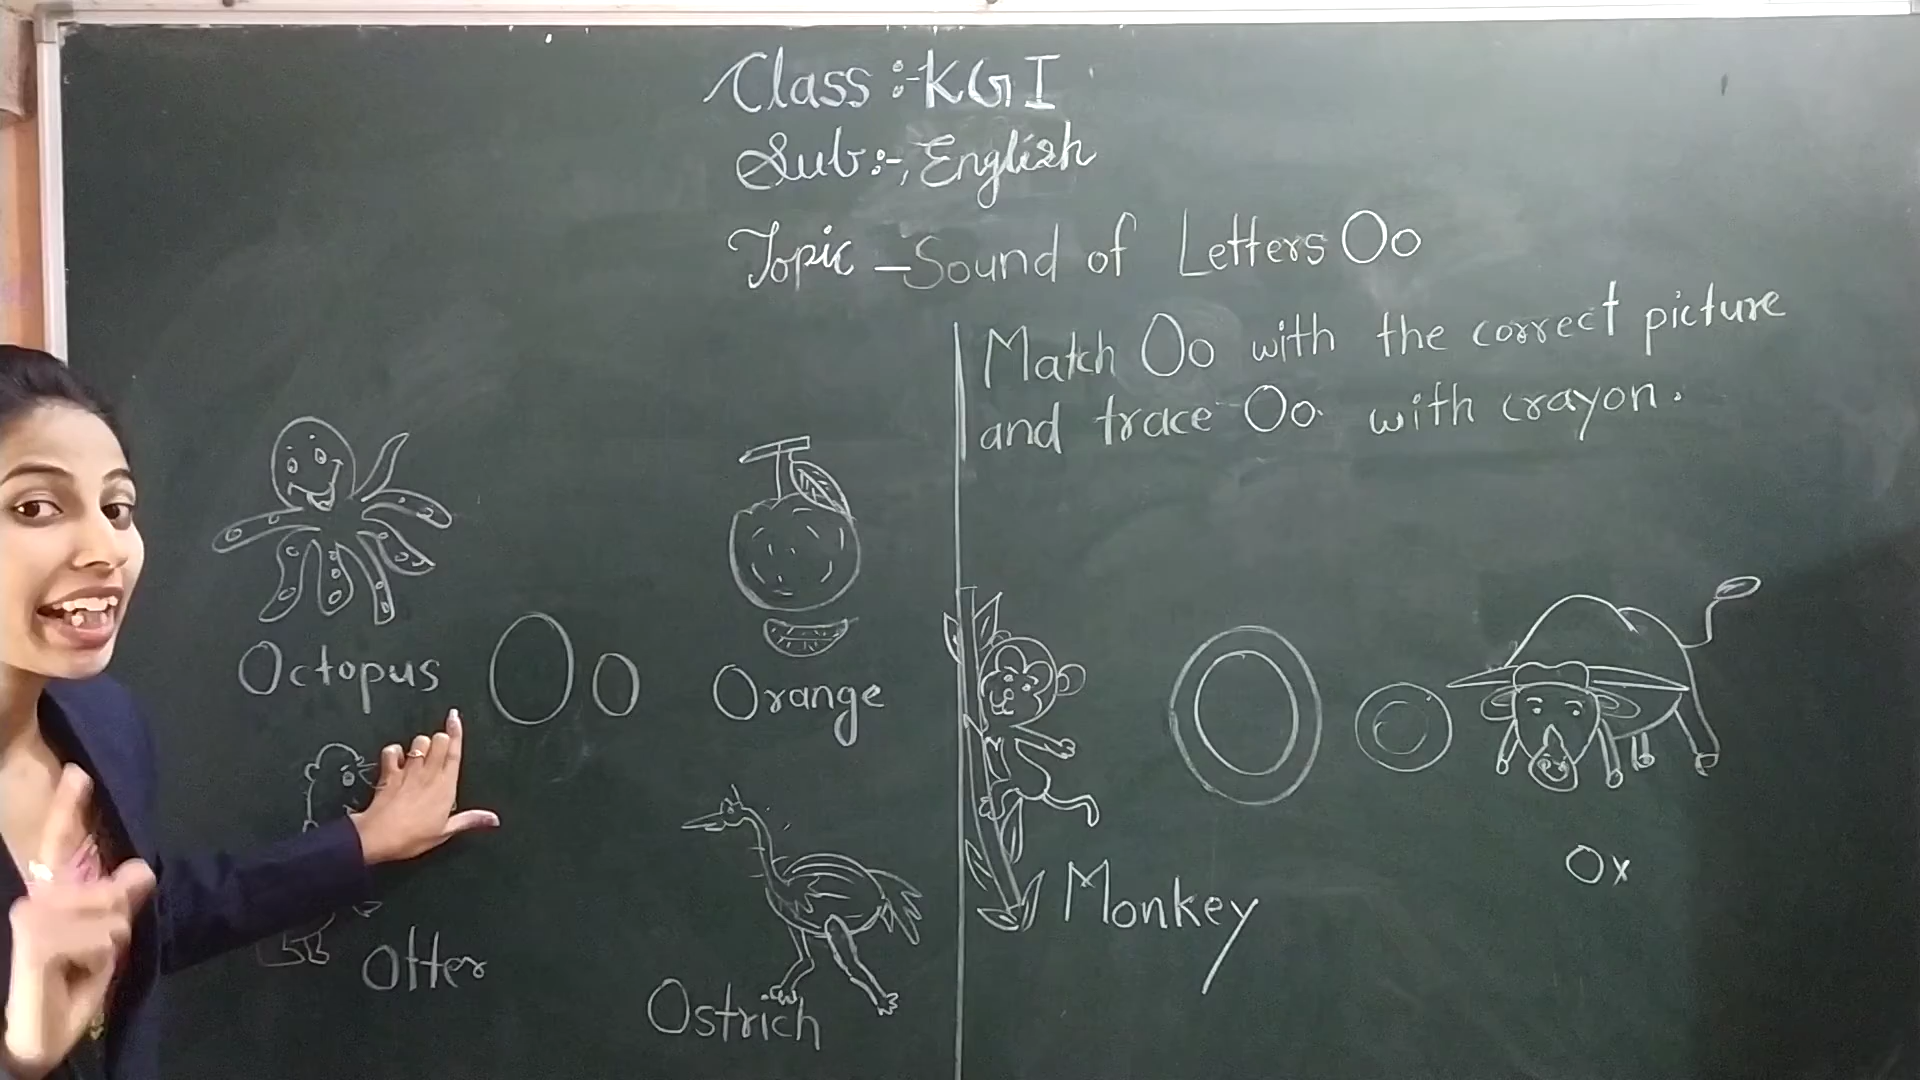 Class :- KG I
Sub :- English
Topic - Sound of Letters Oo
Match Oo with the correct picture
and trace Oo with crayon.
Octopus
Oo
Orange
Otter
Ostrich
Monkey
Oo
Ox